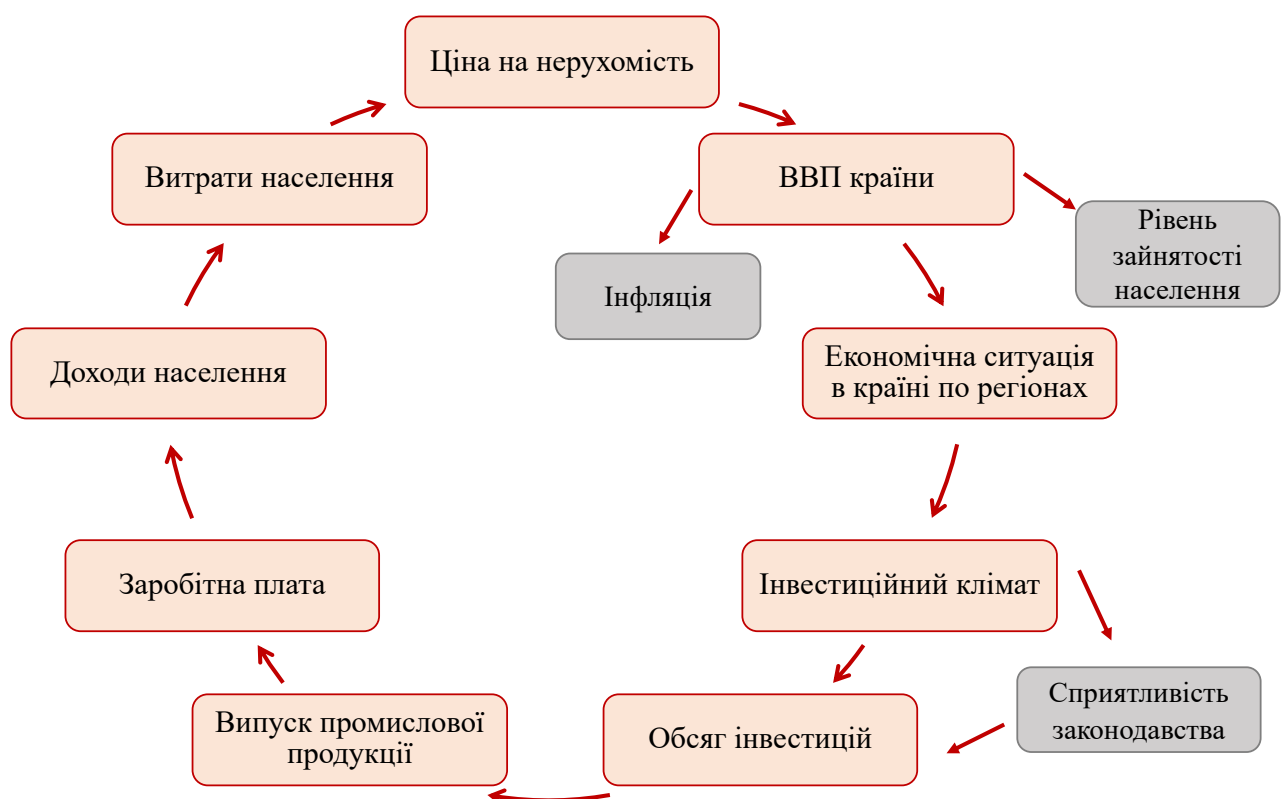 Ціна на нерухомість
Витрати населення
ВВП країни
Рівень
зайнятості
населення
Інфляція
Доходи населення
Економічна ситуація
в країні по регіонах
Заробітна плата
Інвестиційний клімат
Випуск промислової
продукції
Обсяг інвестицій
Сприятливість
законодавства